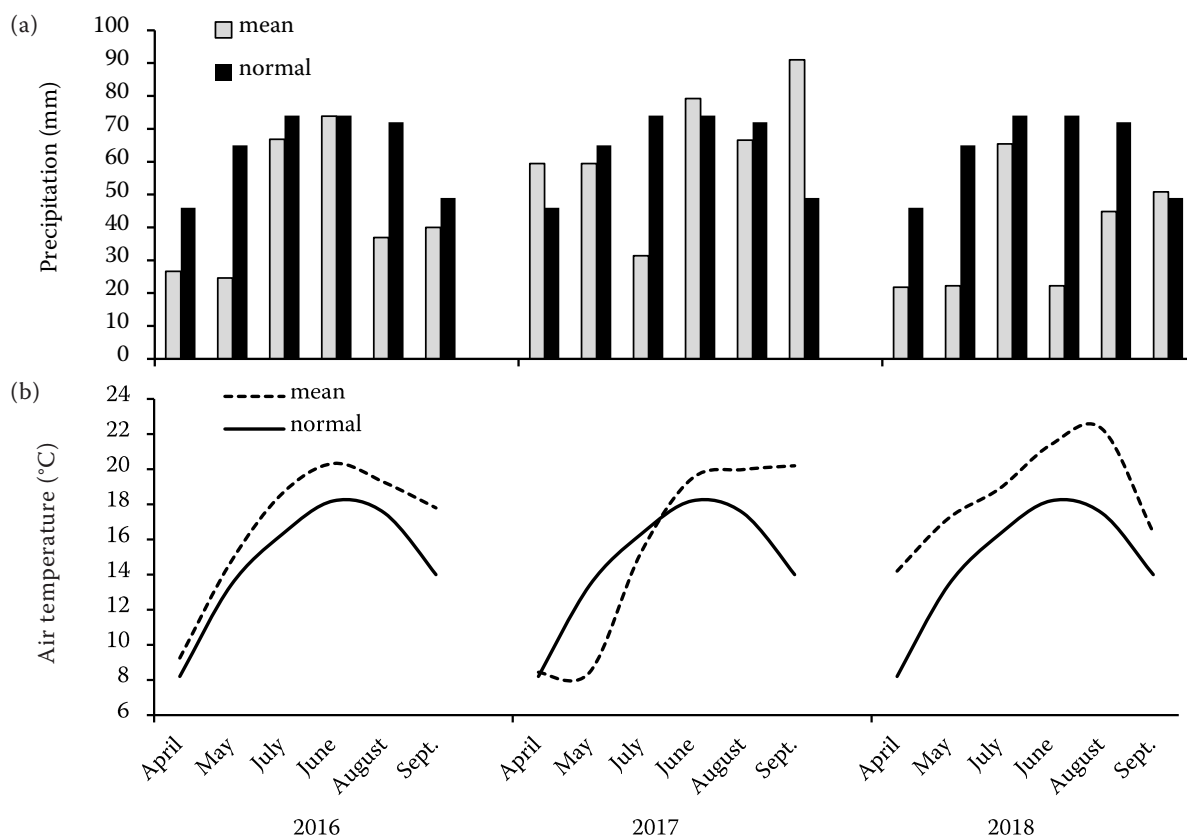 (a)
Precipitation (mm)
100
90
80
70
60
50
40
30
20
10
0
mean
normal
(b)
Air temperature (°C)
24
22
20
18
16
14
12
10
8
6
mean
normal
April
May
July
June
August
Sept.
April
May
July
June
August
Sept.
April
May
July
June
August
Sept.
2016
2017
2018